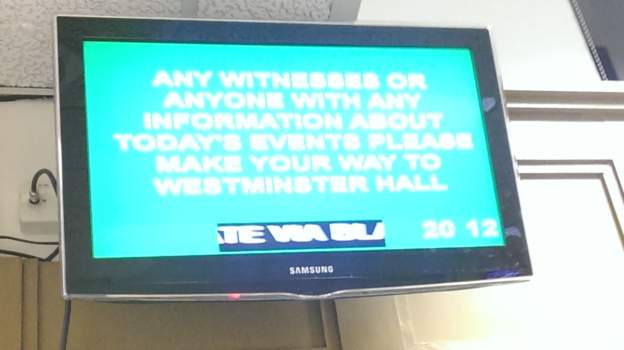 ANY WITNESSES OR
ANYONE WITH ANY
INFORMATION ABOUT
TODAY'S EVENTS PLEASE
MAKE YOUR WAY TO
WESTMINSTER HALL
20 12
SAMSUNG